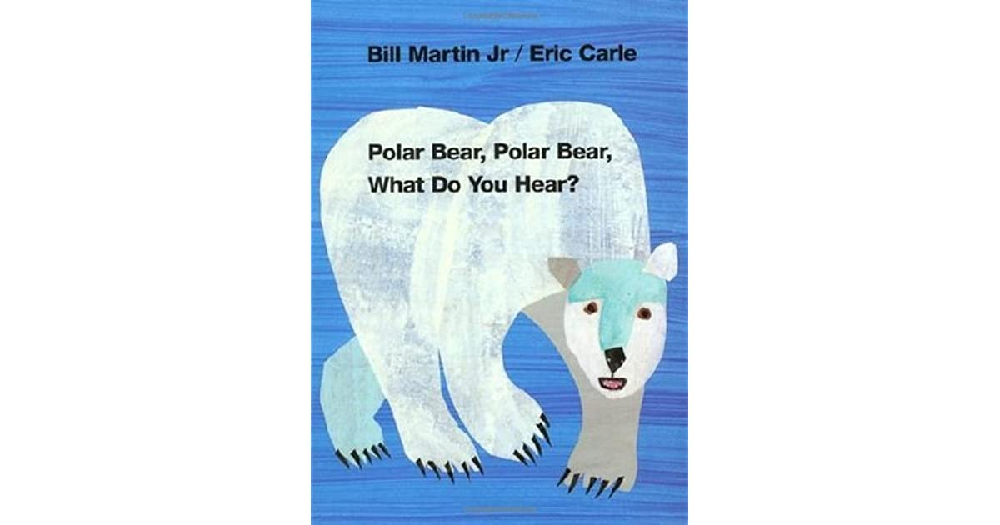 Bill Martin Jr / Eric Carle
Polar Bear, Polar Bear,
What Do You Hear?